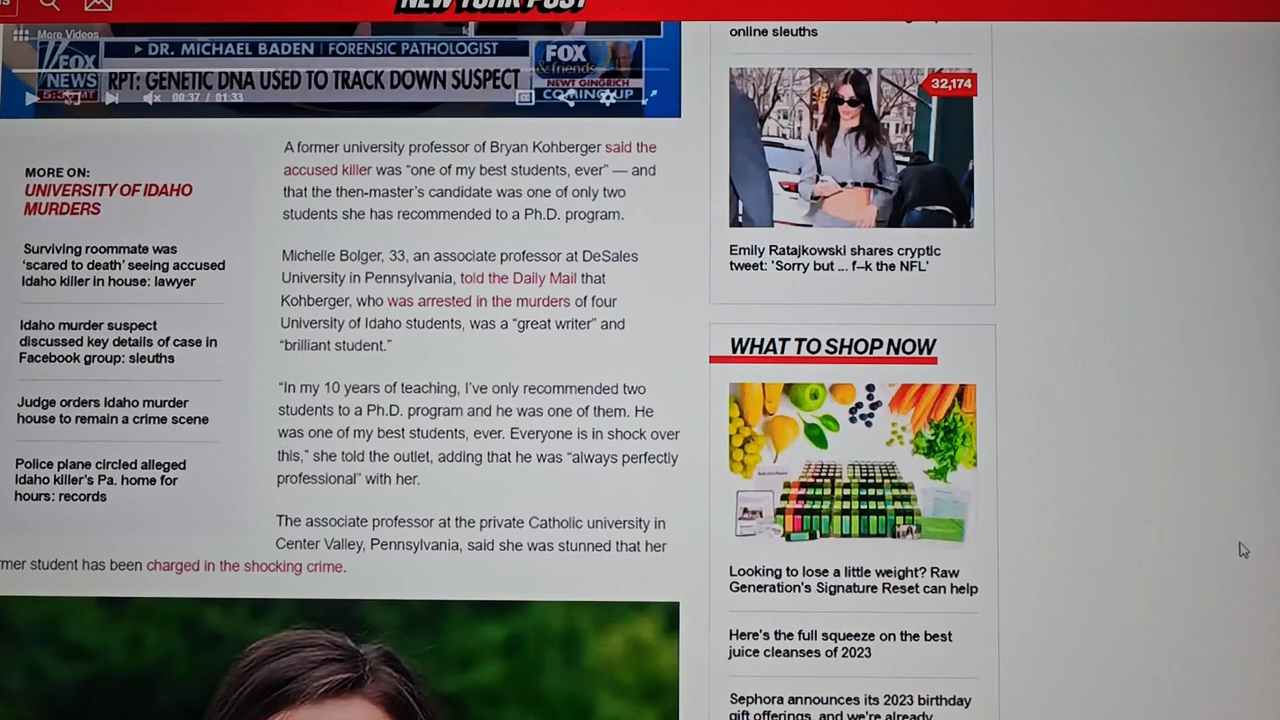 NEW YORK POST
More Videos
DR. MICHAEL BADEN | FORENSIC PATHOLOGIST
FOX NEWS
RPT: GENETIC DNA USED TO TRACK DOWN SUSPECT
FOX
& friends
NEWT GINGRICH
COMING UP
00:37 / 01:33
MORE ON:
UNIVERSITY OF IDAHO
MURDERS
Surviving roommate was
‘scared to death’ seeing accused
Idaho killer in house: lawyer
Idaho murder suspect
discussed key details of case in
Facebook group: sleuths
Judge orders Idaho murder
house to remain a crime scene
Police plane circled alleged
Idaho killer's Pa. home for
hours: records
A former university professor of Bryan Kohberger said the
accused killer was “one of my best students, ever” — and
that the then-master’s candidate was one of only two
students she has recommended to a Ph.D. program.
Michelle Bolger, 33, an associate professor at DeSales
University in Pennsylvania, told the Daily Mail that
Kohberger, who was arrested in the murders of four
University of Idaho students, was a “great writer” and
“brilliant student.”
“In my 10 years of teaching, I’ve only recommended two
students to a Ph.D. program and he was one of them. He
was one of my best students, ever. Everyone is in shock over
this,” she told the outlet, adding that he was “always perfectly
professional” with her.
The associate professor at the private Catholic university in
Center Valley, Pennsylvania, said she was stunned that her
mer student has been charged in the shocking crime.
online sleuths
32,174
Emily Ratajkowski shares cryptic
tweet: 'Sorry but ... f–k the NFL'
WHAT TO SHOP NOW
Looking to lose a little weight? Raw
Generation's Signature Reset can help
Here's the full squeeze on the best
juice cleanses of 2023
Sephora announces its 2023 birthday
gift offerings, and we're already